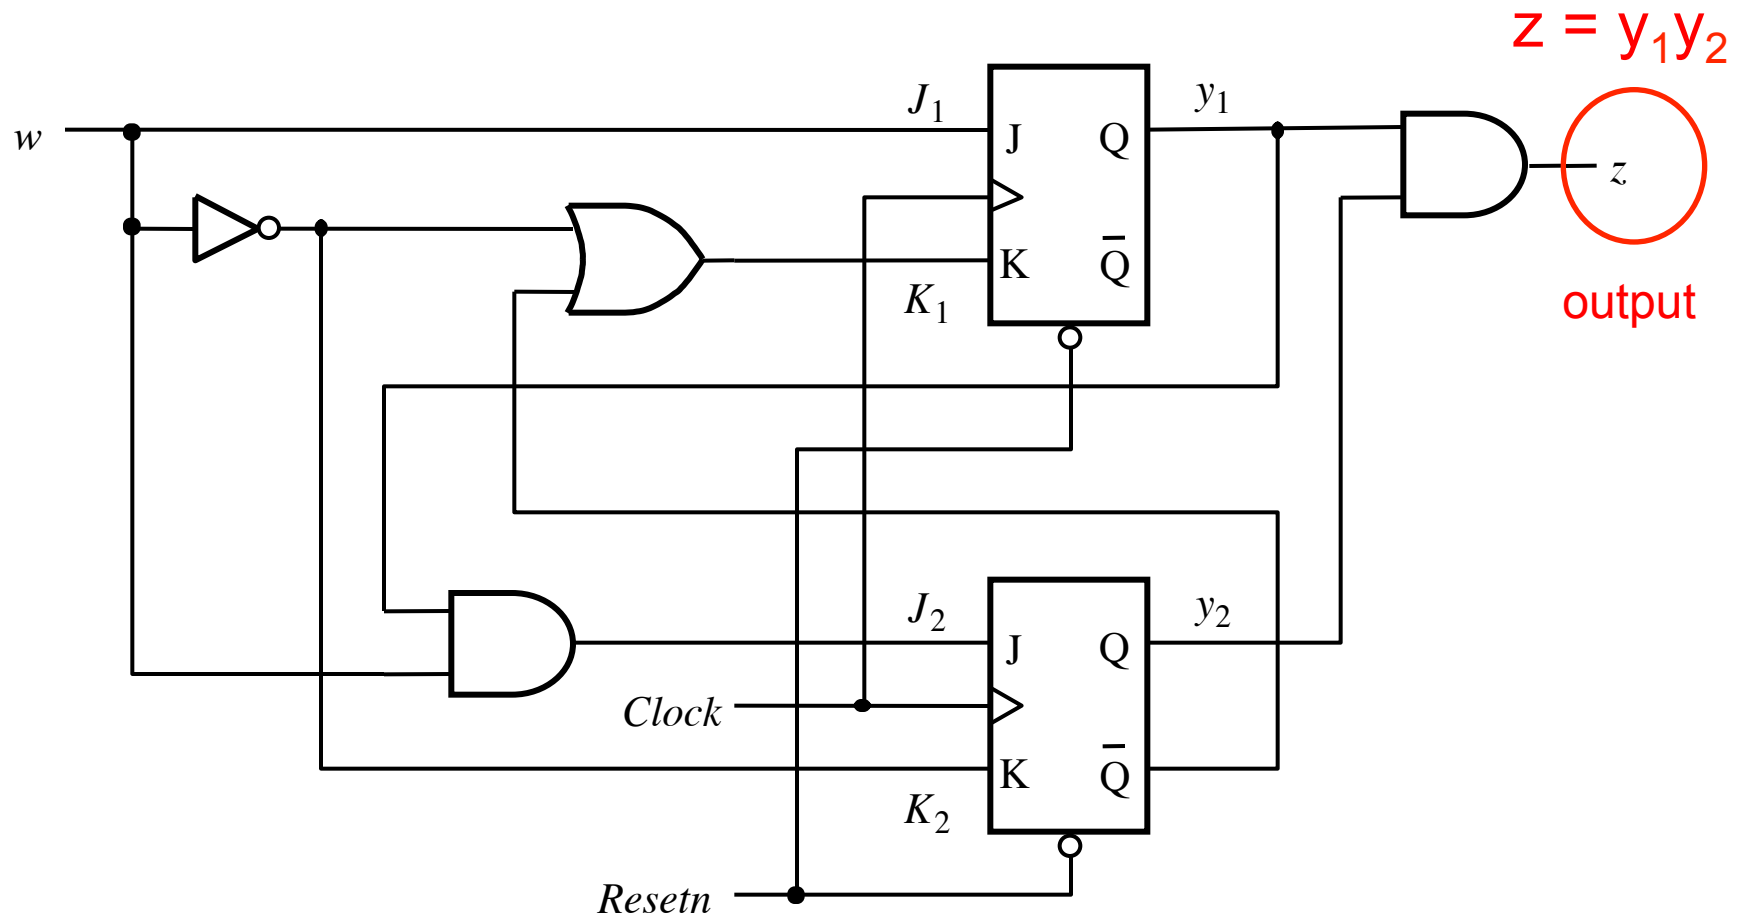 z = y₁y₂
w
J₁
J
Q
y₁
z
K
Q̅
K₁
output
J₂
J
Q
y₂
Clock
K
Q̅
K₂
Resetn